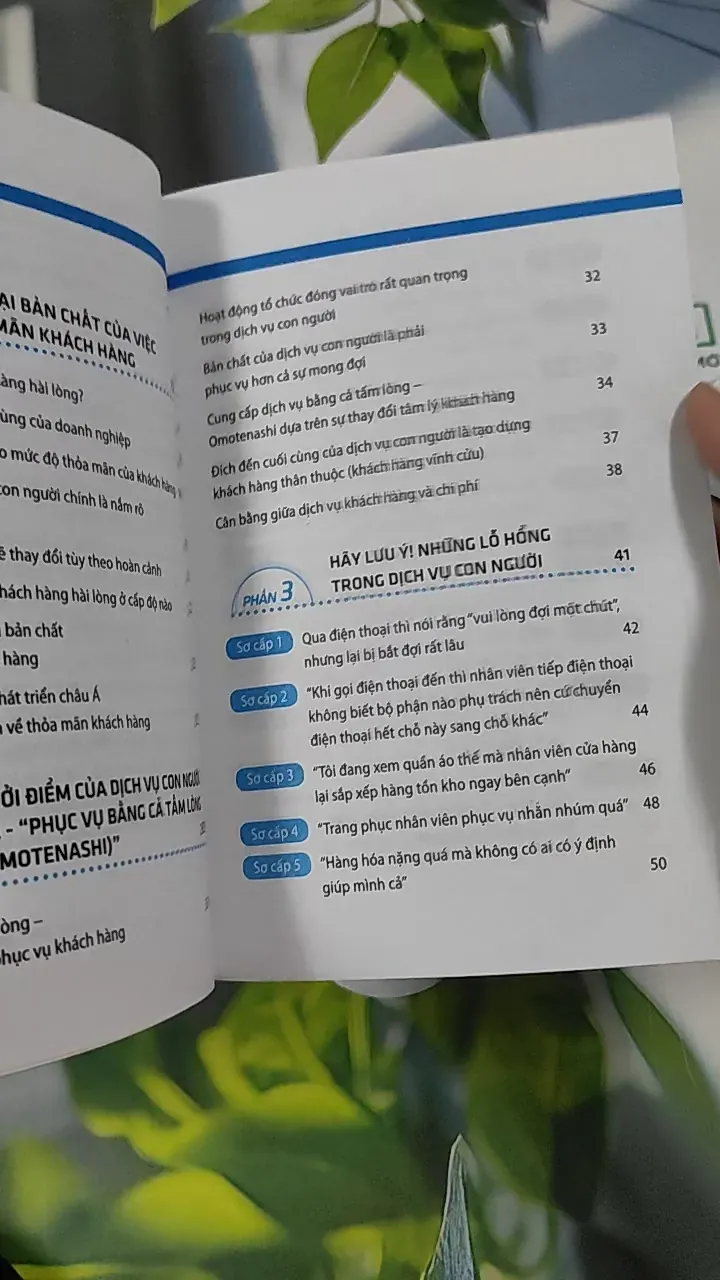 ẠI BẢN CHẤT CỦA VIỆC
MÃN KHÁCH HÀNG
àng hài lòng?
ùng của doanh nghiệp
o mức độ thỏa mãn của khách hàng
con người chính là nắm rõ
ẽ thay đổi tùy theo hoàn cảnh
hách hàng hài lòng ở cấp độ nào
bản chất
hàng
hát triển châu Á
về thỏa mãn khách hàng
ỞI ĐIỂM CỦA DỊCH VỤ CON NGƯỜI
- “PHỤC VỤ BẰNG CẢ TẤM LÒNG
MOTENASHI)”
òng –
phục vụ khách hàng
Hoạt động tổ chức đóng vai trò rất quan trọng
trong dịch vụ con người 32
Bản chất của dịch vụ con người là phải
phục vụ hơn cả sự mong đợi 33
Cung cấp dịch vụ bằng cả tấm lòng –
Omotenashi dựa trên sự thay đổi tâm lý khách hàng 34
Đích đến cuối cùng của dịch vụ con người là tạo dựng
khách hàng thân thuộc (khách hàng vĩnh cửu) 37
Cân bằng giữa dịch vụ khách hàng và chi phí 38
PHẦN 3
HÃY LƯU Ý! NHỮNG LỖ HỔNG
TRONG DỊCH VỤ CON NGƯỜI 41
Sơ cấp 1 Qua điện thoại thì nói rằng “vui lòng đợi một chút”,
nhưng lại bị bắt đợi rất lâu 42
Sơ cấp 2 “Khi gọi điện thoại đến thì nhân viên tiếp điện thoại
không biết bộ phận nào phụ trách nên cứ chuyển
điện thoại hết chỗ này sang chỗ khác” 44
Sơ cấp 3 “Tôi đang xem quần áo thế mà nhân viên cửa hàng
lại sắp xếp hàng tồn kho ngay bên cạnh” 46
Sơ cấp 4 “Trang phục nhân viên phục vụ nhăn nhúm quá” 48
Sơ cấp 5 “Hàng hóa nặng quá mà không có ai có ý định
giúp mình cả” 50